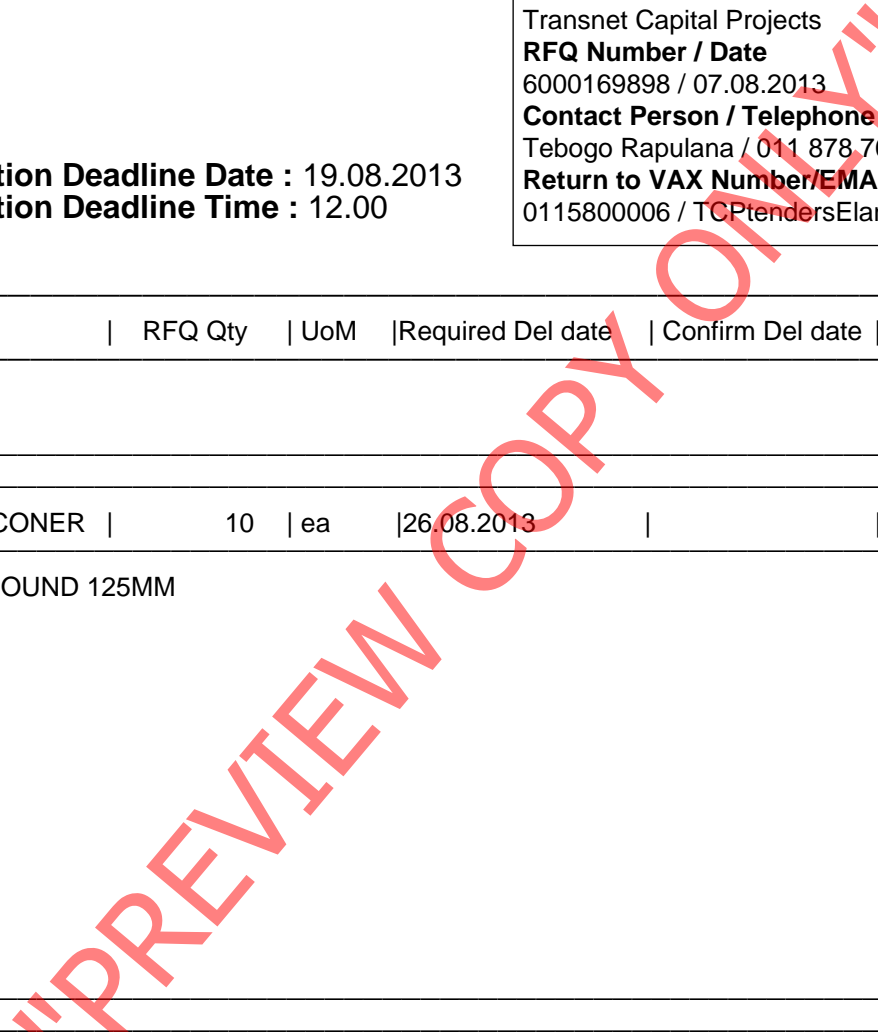 Transnet Capital Projects
RFQ Number / Date
6000169898 / 07.08.2013
Contact Person / Telephone
Tebogo Rapulana / 011 878 7
tion Deadline Date : 19.08.2013
Return to VAX Number/EMA
tion Deadline Time : 12.00
0115800006 / TCPtendersElan
| RFQ Qty | UoM |Required Del date | Confirm Del date |
CONER | 10 | ea |26.08.2013 | |
OUND 125MM
"PREVIEW COPY ONLY"